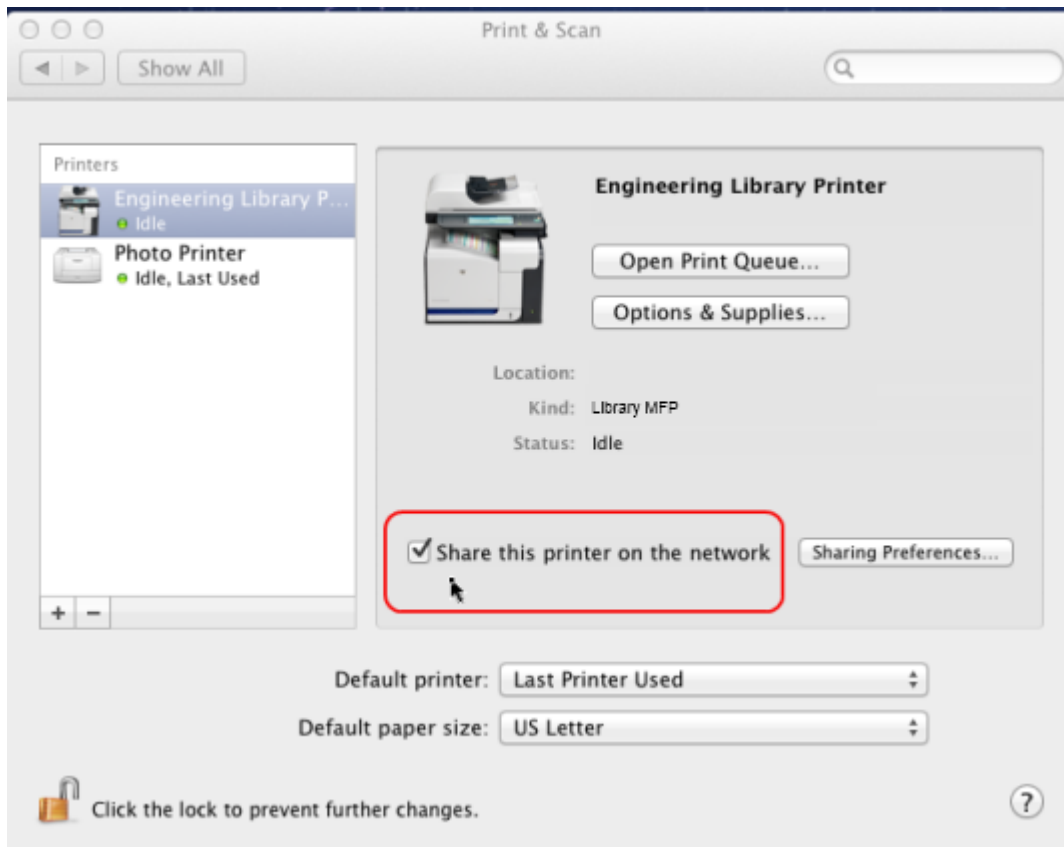 Print & Scan
Show All
Printers
Engineering Library P...
Idle
Photo Printer
Idle, Last Used
Engineering Library Printer
Open Print Queue...
Options & Supplies...
Location:
Kind: Library MFP
Status: Idle
Share this printer on the network
Sharing Preferences...
+ −
Default printer: Last Printer Used
Default paper size: US Letter
Click the lock to prevent further changes.
?